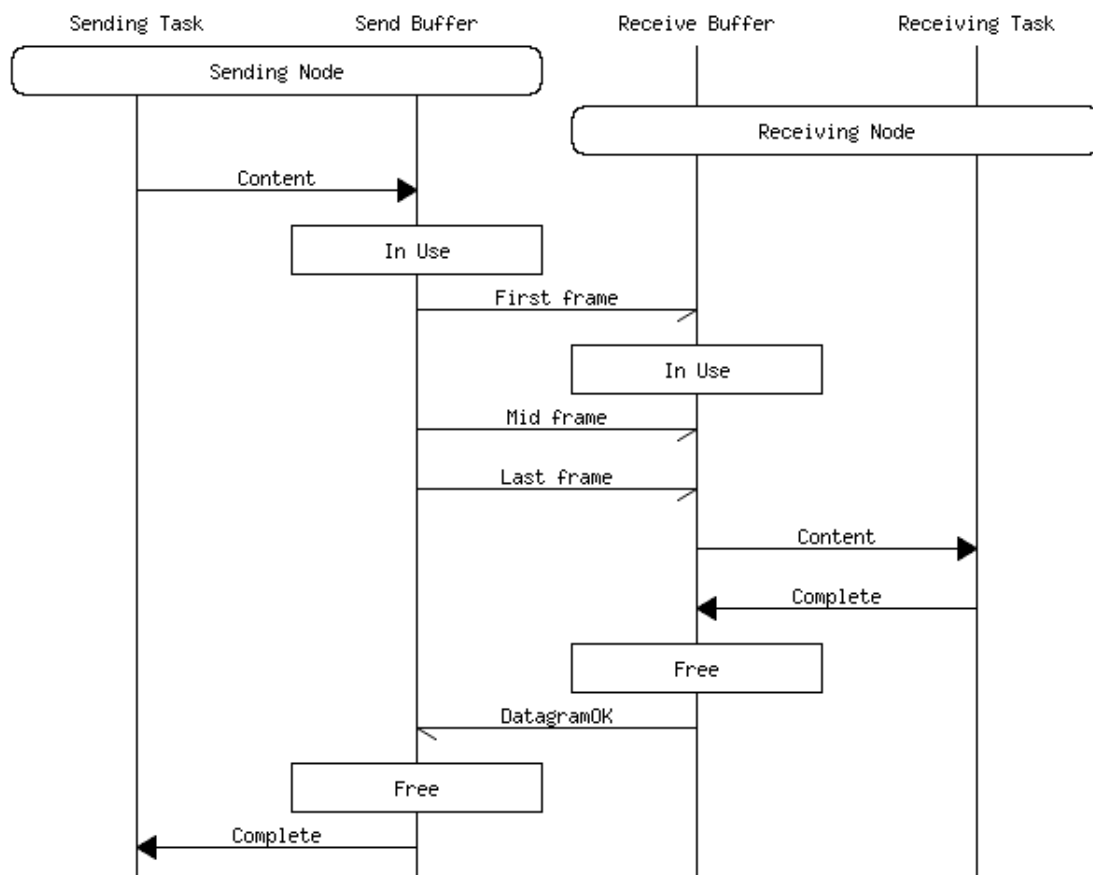 Sending Task
Send Buffer
Receive Buffer
Receiving Task
Sending Node
Receiving Node
Content
In Use
First frame
In Use
Mid frame
Last frame
Content
Complete
Free
DatagramOK
Free
Complete